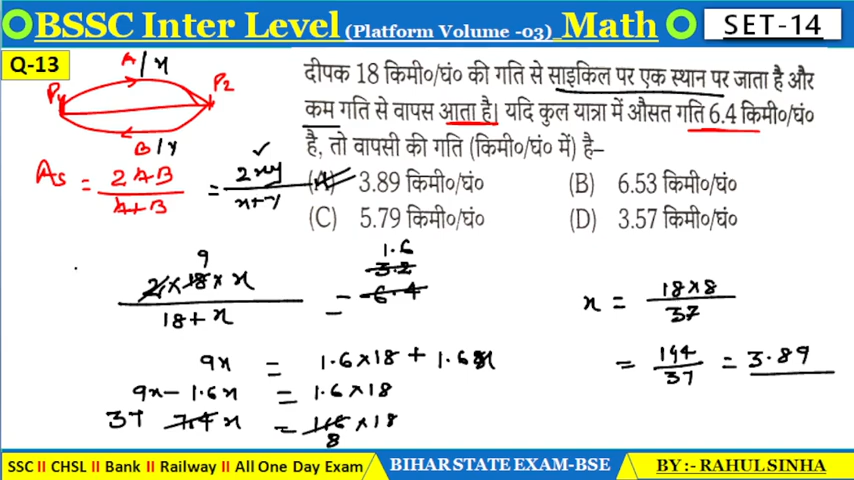 BSSC Inter Level (Platform Volume -03) Math
SET-14
Q-13
दीपक 18 किमी०/घं० की गति से साइकिल पर एक स्थान पर जाता है और
कम गति से वापस आता है। यदि कुल यात्रा में औसत गति 6.4 किमी०/घं०
है, तो वापसी की गति (किमी०/घं० में) है–
(A) 3.89 किमी०/घं०
(B) 6.53 किमी०/घं०
(C) 5.79 किमी०/घं०
(D) 3.57 किमी०/घं०
A/x
P2
B/y
As = 2AB/A+B = 2xy/x+y
9
2×18×x/18+x = 6.4
3.2
1.6
9x = 1.6×18 + 1.6x
9x - 1.6x = 1.6×18
37 7.4x = 1.6×18
8
x = 18×8/37
= 144/37 = 3.89
SSC II CHSL II Bank II Railway II All One Day Exam
BIHAR STATE EXAM-BSE
BY :- RAHUL SINHA